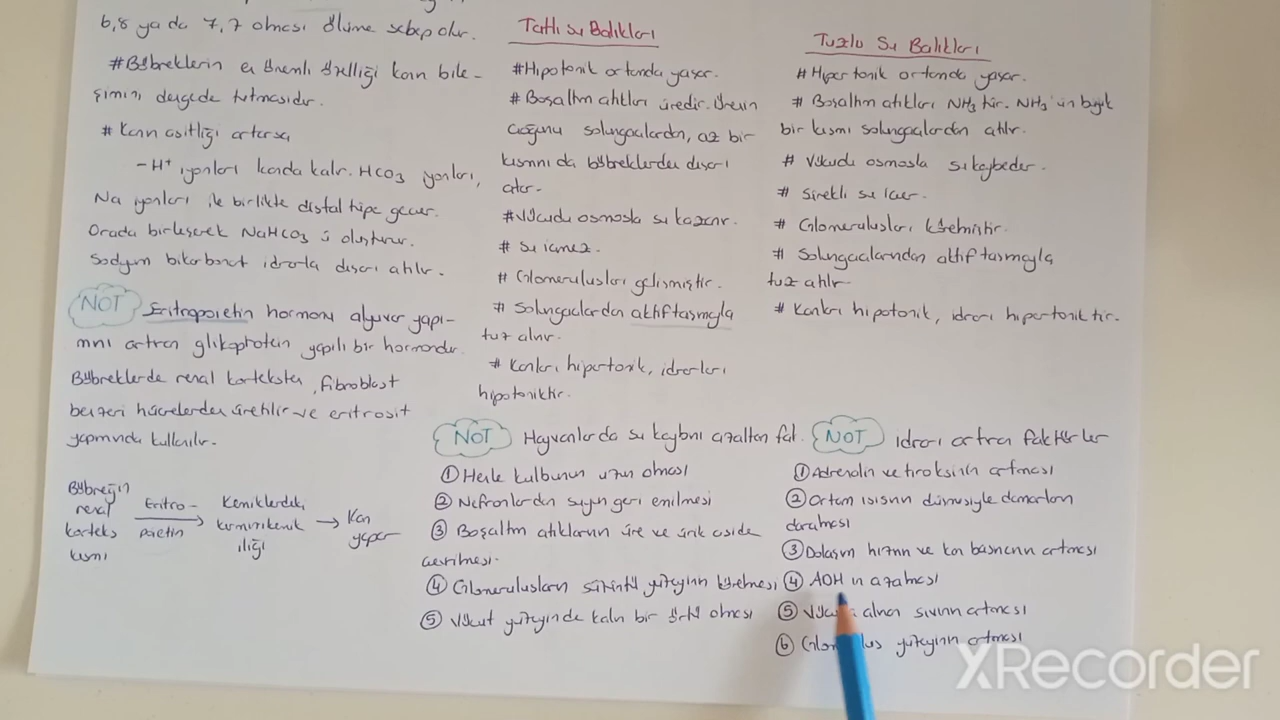 6,8 ya da 7,7 olması ölüme sebep olur.
#Böbreklerin en önemli özelliği kan bile-
şimini dengede tutmasıdır.
# Kan asitliği artarsa
-H⁺ iyonları kanda kalır. HCO₃ iyonları,
Na iyonları ile birlikte distal tüpe geçer.
Orada birleşerek NaHCO₃ ü oluşturur.
Sodyum bikarbonat idrarla dışarı atılır.
NOT Eritropoietin hormonu alyuvar yapı-
mını artıran glikoprotein yapılı bir hormondur.
Böbreklerde renal korteksten, fibroblast
benzeri hücrelerden üretilir ve eritrosit
yapımında kullanılır.
Böbreğin
renal
korteks
kısmı
Eritro-
poietin
Kemiklerdeki
kırmızı kemik
iliği
Kan
yapar
Tatlı su Balıkları
#Hipotonik ortamda yaşar.
# Boşaltım atıkları üredir. Ürenin
çoğunu solungaçlardan, az bir
kısmını da böbreklerden dışarı
atar.
#Vücudu osmosla su kazanır.
# Su içmez.
# Glomerulusları gelişmiştir.
# Solungaçlardan aktif taşımayla
tuz alınır.
# Kanları hipertonik, idrarları
hipotoniktir.
Tuzlu Su Balıkları
# Hipertonik ortamda yaşar.
# Boşaltım atıkları NH₃ tür. NH₃ ün büyük
bir kısmı solungaçlardan atılır.
# Vücudu osmosla su kaybeder.
# Sürekli su içer.
# Glomerulusları körelmiştir.
# Solungaçlarından aktif taşımayla
tuz atılır.
# Kanları hipotonik, idrarı hipertoniktir.
NOT Hayvanlarda su kaybını azaltan fak.
① Henle kulbunun uzun olması
② Nefronlardan suyun geri emilmesi
③ Boşaltım atıklarının üre ve ürik aside
çevrilmesi.
④ Glomerulusların süzüntü yüzeyinin körelmesi
⑤ Vücut yüzeyinde kalın bir örtü olması
NOT İdrarı artıran faktörler
① Adrenalin ve tiroksinin artması
② Ortam ısısının düşmesiyle damarların
daralması
③ Dolaşım hızının ve kan basıncının artması
④ ADH ın azalması
⑤ alınan sıvının artması
⑥ yüzeyinin artması
XRecorder